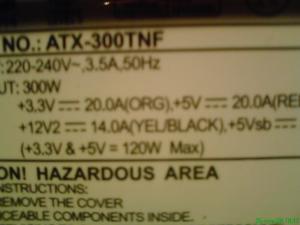 NO.: ATX-300TNF
: 220-240V~,3.5A,50Hz
UT: 300W
+3.3V ⎓ 20.0A(ORG),+5V ⎓ 20.0A(RE
+12V2 ⎓ 14.0A(YEL/BLACK),+5Vsb ⎓
(+3.3V & +5V = 120W Max)
ON! HAZARDOUS AREA
NSTRUCTIONS:
REMOVE THE COVER
ICEABLE COMPONENTS INSIDE.